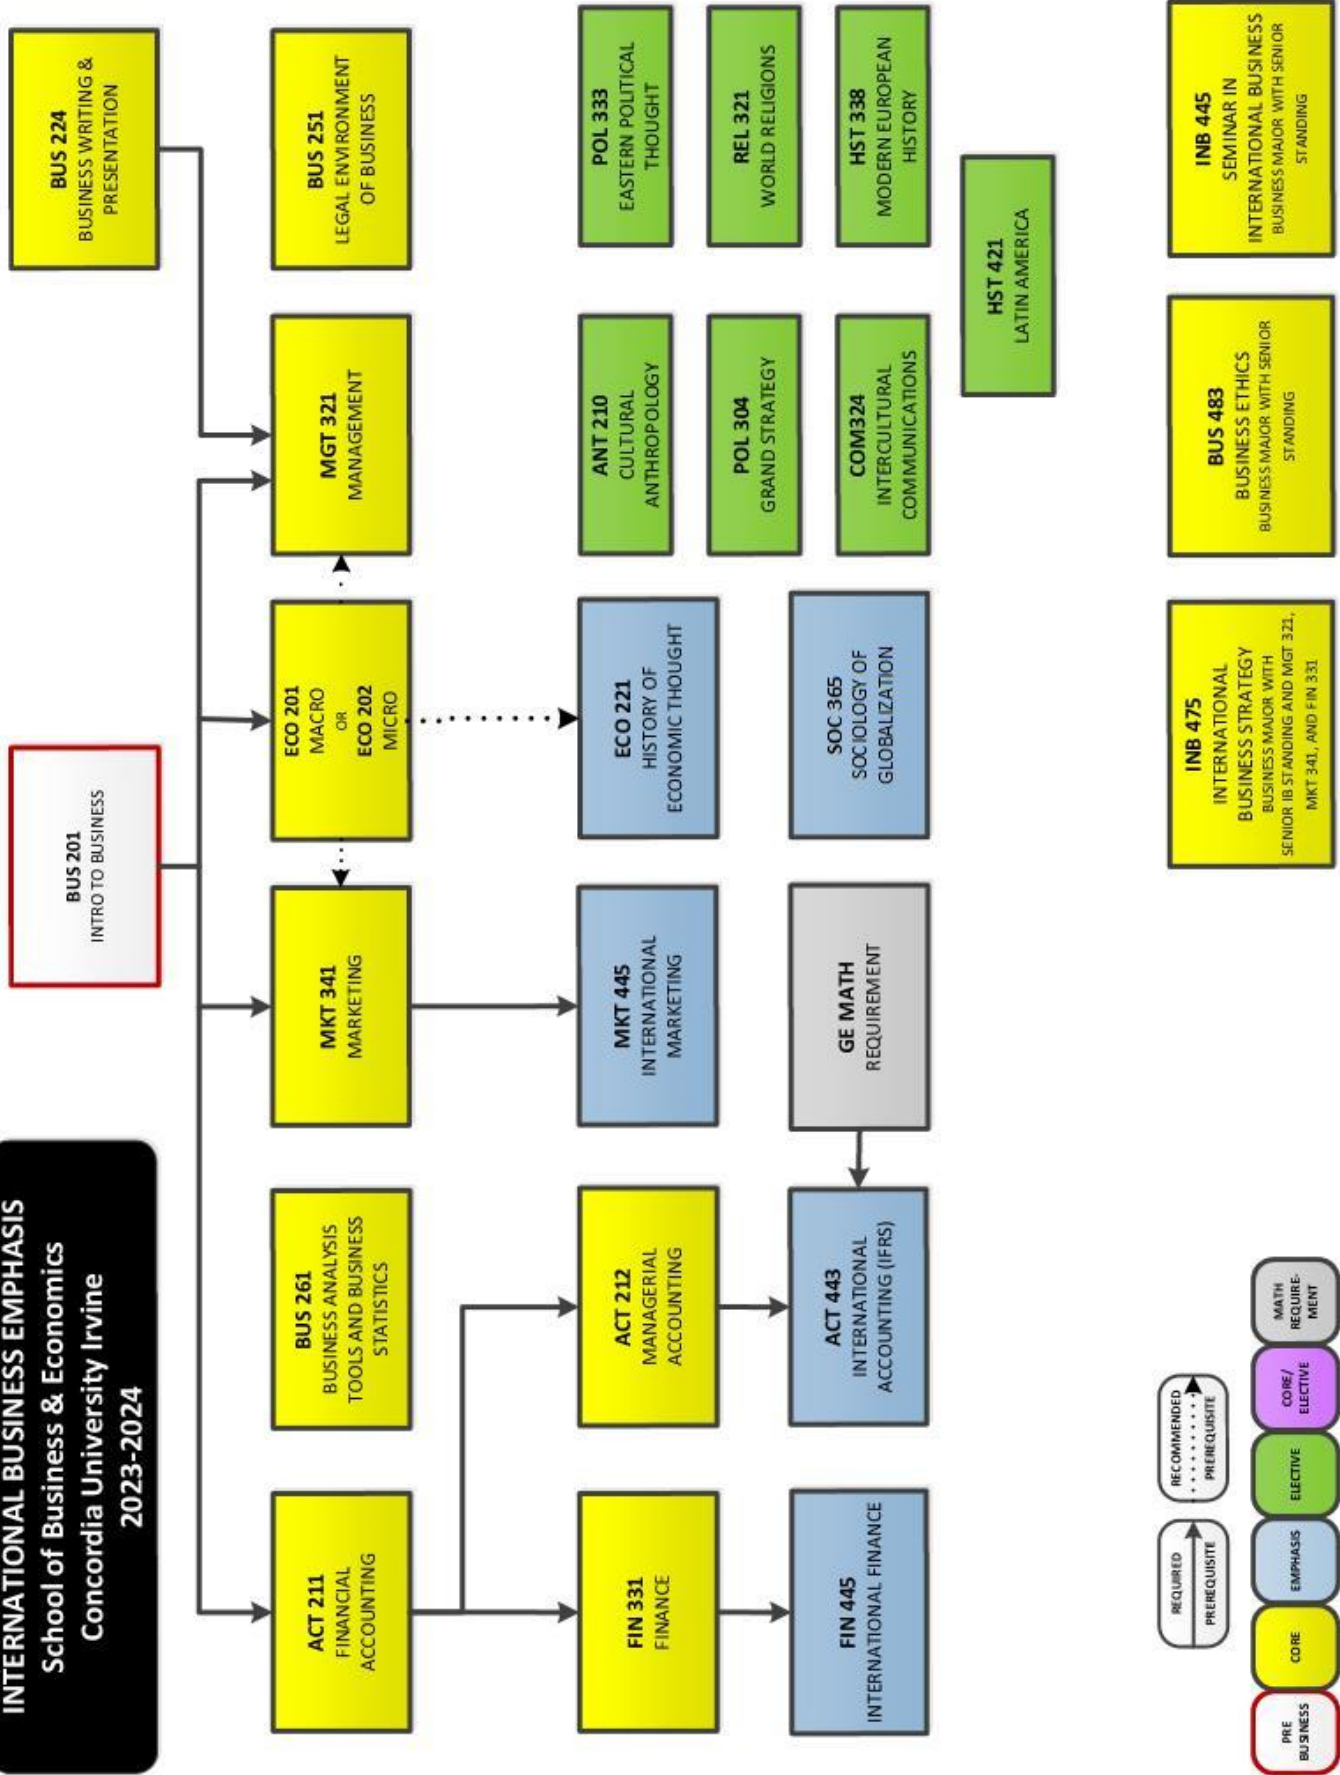 INTERNATIONAL BUSINESS EMPHASIS
School of Business & Economics
Concordia University Irvine
2023-2024
BUS 201
INTRO TO BUSINESS
BUS 224
BUSINESS WRITING &
PRESENTATION
ACT 211
FINANCIAL
ACCOUNTING
BUS 261
BUSINESS ANALYSIS
TOOLS AND BUSINESS
STATISTICS
MKT 341
MARKETING
ECO 201
MACRO
OR
ECO 202
MICRO
MGT 321
MANAGEMENT
BUS 251
LEGAL ENVIRONMENT
OF BUSINESS
FIN 331
FINANCE
ACT 212
MANAGERIAL
ACCOUNTING
MKT 445
INTERNATIONAL
MARKETING
ECO 221
HISTORY OF
ECONOMIC THOUGHT
ANT 210
CULTURAL
ANTHROPOLOGY
POL 333
EASTERN POLITICAL
THOUGHT
POL 304
GRAND STRATEGY
REL 321
WORLD RELIGIONS
FIN 445
INTERNATIONAL FINANCE
ACT 443
INTERNATIONAL
ACCOUNTING (IFRS)
GE MATH
REQUIREMENT
SOC 365
SOCIOLOGY OF
GLOBALIZATION
COM324
INTERCULTURAL
COMMUNICATIONS
HST 338
MODERN EUROPEAN
HISTORY
HST 421
LATIN AMERICA
REQUIRED
PREREQUISITE
RECOMMENDED
PREREQUISITE
PRE
BUSINESS
CORE
EMPHASIS
ELECTIVE
CORE/
ELECTIVE
MATH
REQUIRE-
MENT
INB 475
INTERNATIONAL
BUSINESS STRATEGY
BUSINESS MAJOR WITH
SENIOR IB STANDING AND MGT 321,
MKT 341, AND FIN 331
BUS 483
BUSINESS ETHICS
BUSINESS MAJOR WITH SENIOR
STANDING
INB 445
SEMINAR IN
INTERNATIONAL BUSINESS
BUSINESS MAJOR WITH SENIOR
STANDING